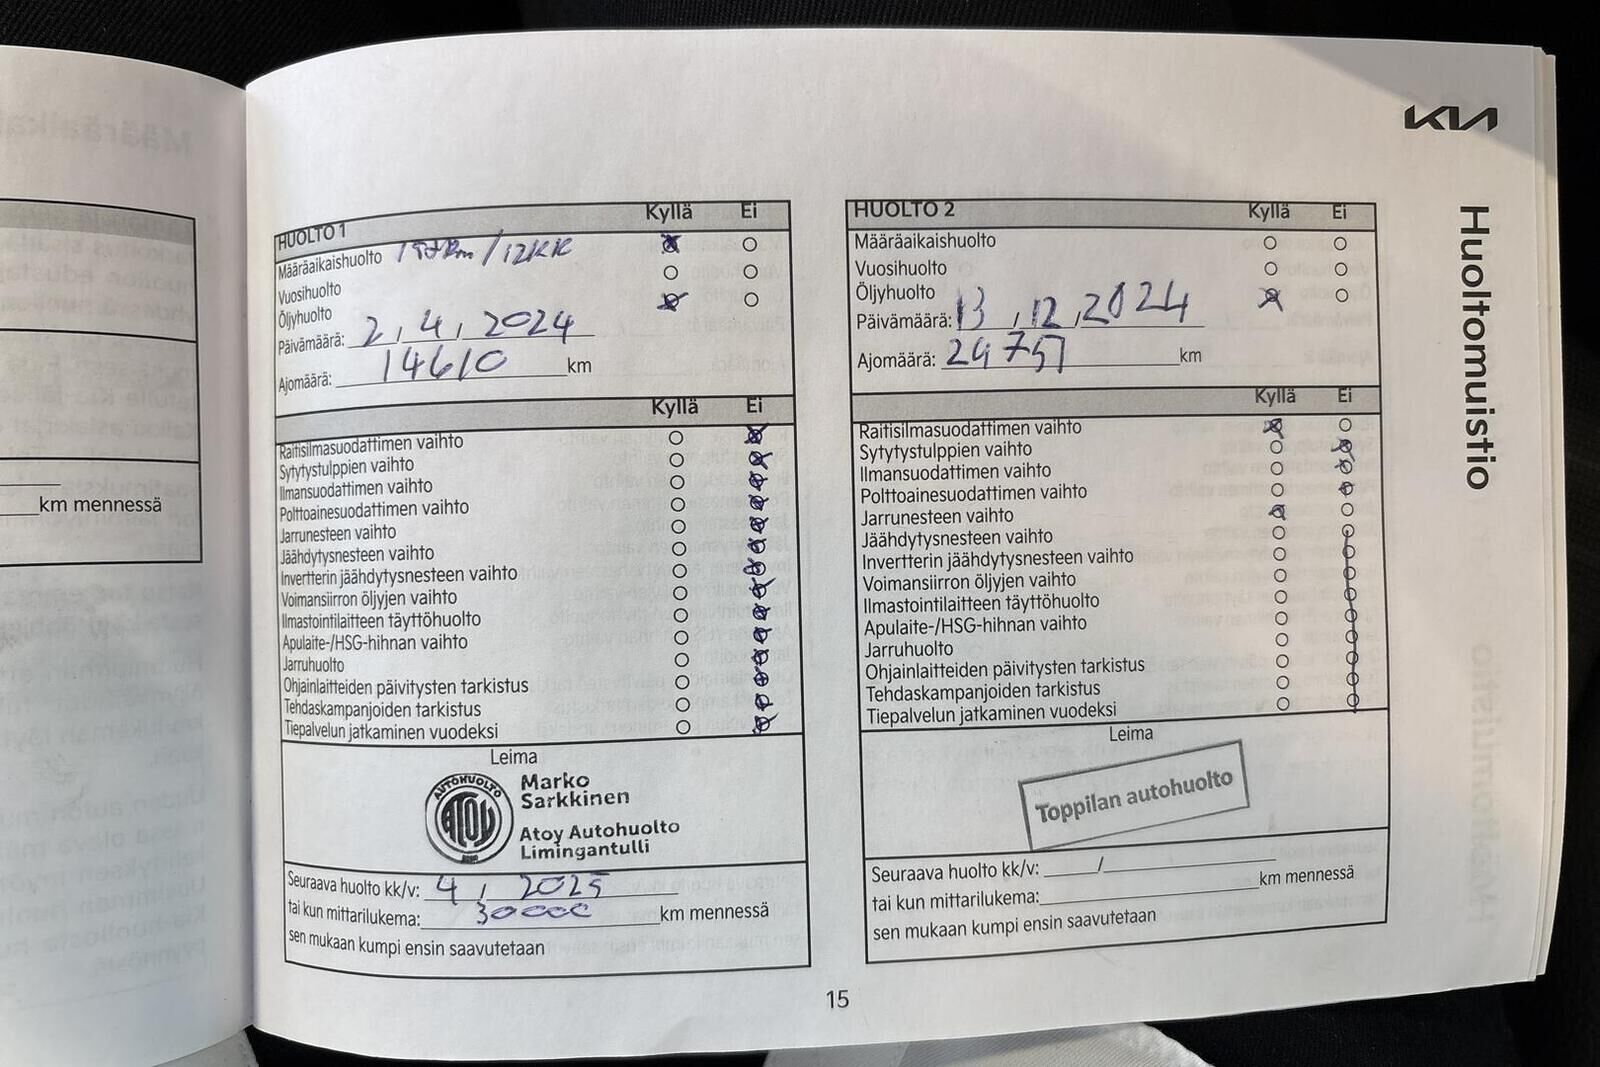 km mennessä
KIA
Huoltomuistio
HUOLTO 1 Kyllä Ei
Määräaikaishuolto /12KK
Vuosihuolto
Öljyhuolto
Päivämäärä: 2, 4, 2024
Ajomäärä: 14610 km
Kyllä Ei
Raitisilmasuodattimen vaihto
Sytytystulppien vaihto
Ilmansuodattimen vaihto
Polttoainesuodattimen vaihto
Jarrunesteen vaihto
Jäähdytysnesteen vaihto
Invertterin jäähdytysnesteen vaihto
Voimansiirron öljyjen vaihto
Ilmastointilaitteen täyttöhuolto
Apulaite-/HSG-hihnan vaihto
Jarruhuolto
Ohjainlaitteiden päivitysten tarkistus
Tehdaskampanjoiden tarkistus
Tiepalvelun jatkaminen vuodeksi
Leima
AUTOHUOLTO
ATOY
Marko
Sarkkinen
Atoy Autohuolto
Limingantulli
Seuraava huolto kk/v: 4, 2025
tai kun mittarilukema: 30000 km mennessä
sen mukaan kumpi ensin saavutetaan
HUOLTO 2 Kyllä Ei
Määräaikaishuolto
Vuosihuolto
Öljyhuolto
Päivämäärä: 13, 12, 2024
Ajomäärä: 29757 km
Kyllä Ei
Raitisilmasuodattimen vaihto
Sytytystulppien vaihto
Ilmansuodattimen vaihto
Polttoainesuodattimen vaihto
Jarrunesteen vaihto
Jäähdytysnesteen vaihto
Invertterin jäähdytysnesteen vaihto
Voimansiirron öljyjen vaihto
Ilmastointilaitteen täyttöhuolto
Apulaite-/HSG-hihnan vaihto
Jarruhuolto
Ohjainlaitteiden päivitysten tarkistus
Tehdaskampanjoiden tarkistus
Tiepalvelun jatkaminen vuodeksi
Leima
Toppilan autohuolto
Seuraava huolto kk/v: ____/____
tai kun mittarilukema: ____ km mennessä
sen mukaan kumpi ensin saavutetaan
15